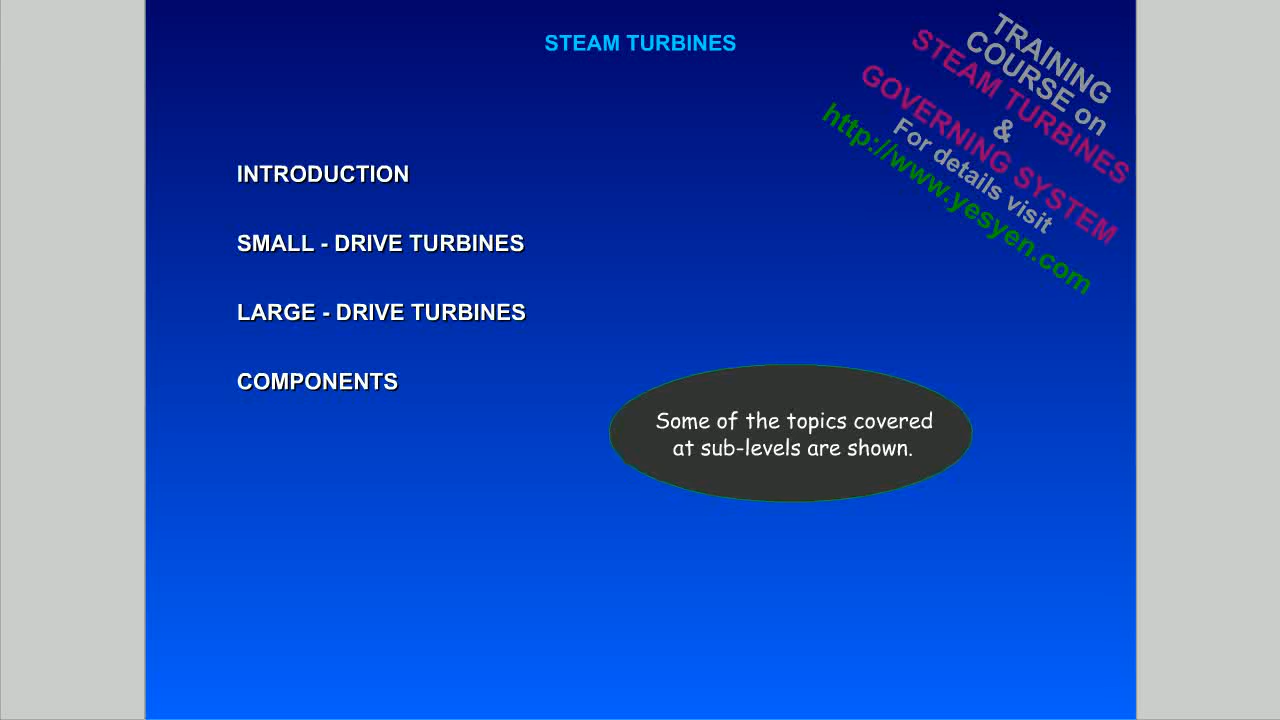 STEAM TURBINES
TRAINING
COURSE on
STEAM TURBINES
&
GOVERNING SYSTEM
For details visit
http://www.yesyen.com
INTRODUCTION
SMALL - DRIVE TURBINES
LARGE - DRIVE TURBINES
COMPONENTS
Some of the topics covered
at sub-levels are shown.